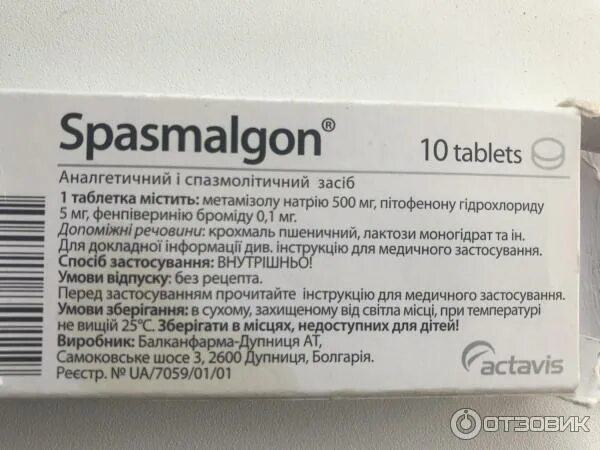 Spasmalgon® 10 tablets
Аналгетичний і спазмолітичний засіб
1 таблетка містить: метамізолу натрію 500 мг, пітофенону гідрохлориду
5 мг, фенпіверинію броміду 0,1 мг.
Допоміжні речовини: крохмаль пшеничний, лактози моногідрат та ін.
Для докладної інформації див. інструкцію для медичного застосування.
Спосіб застосування: ВНУТРІШНЬО!
Умови відпуску: без рецепта.
Перед застосуванням прочитайте інструкцію для медичного застосування.
Умови зберігання: в сухому, захищеному від світла місці, при температурі
не вищій 25°С. Зберігати в місцях, недоступних для дітей!
Виробник: Балканфарма-Дупниця АТ,
Самоковське шосе 3, 2600 Дупниця, Болгарія.
Реєстр. № UA/7059/01/01
actavis
ОТЗОВИК